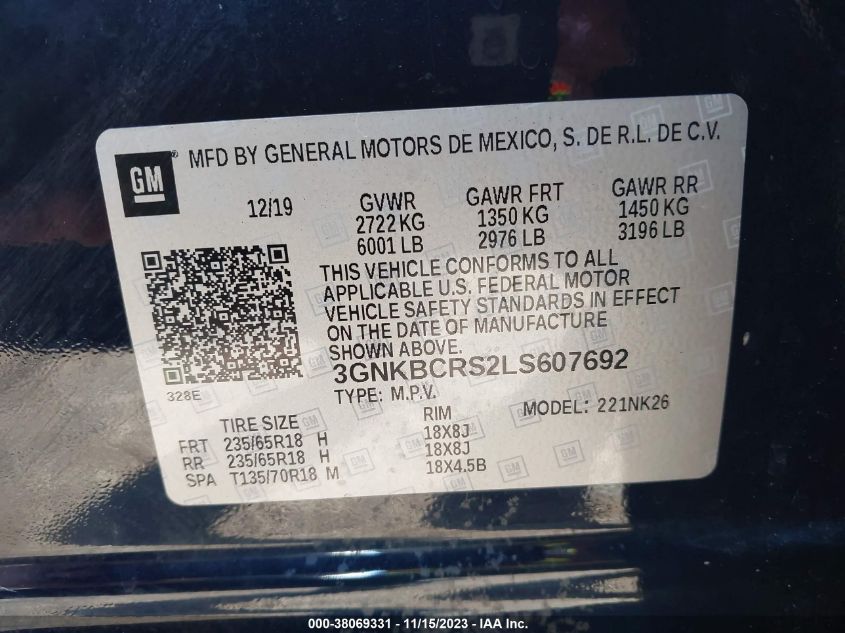 GM ® MFD BY GENERAL MOTORS DE MEXICO, S. DE R.L. DE C.V.
12/19 GVWR GAWR FRT GAWR RR
2722 KG 1350 KG 1450 KG
6001 LB 2976 LB 3196 LB
THIS VEHICLE CONFORMS TO ALL
APPLICABLE U.S. FEDERAL MOTOR
VEHICLE SAFETY STANDARDS IN EFFECT
ON THE DATE OF MANUFACTURE
SHOWN ABOVE.
3GNKBCRS2LS607692
328E
TYPE: M.P.V. MODEL: 221NK26
TIRE SIZE RIM
FRT 235/65R18 H 18X8J
RR 235/65R18 H 18X8J
SPA T135/70R18 M 18X4.5B
000-38069331 - 11/15/2023 - IAA Inc.